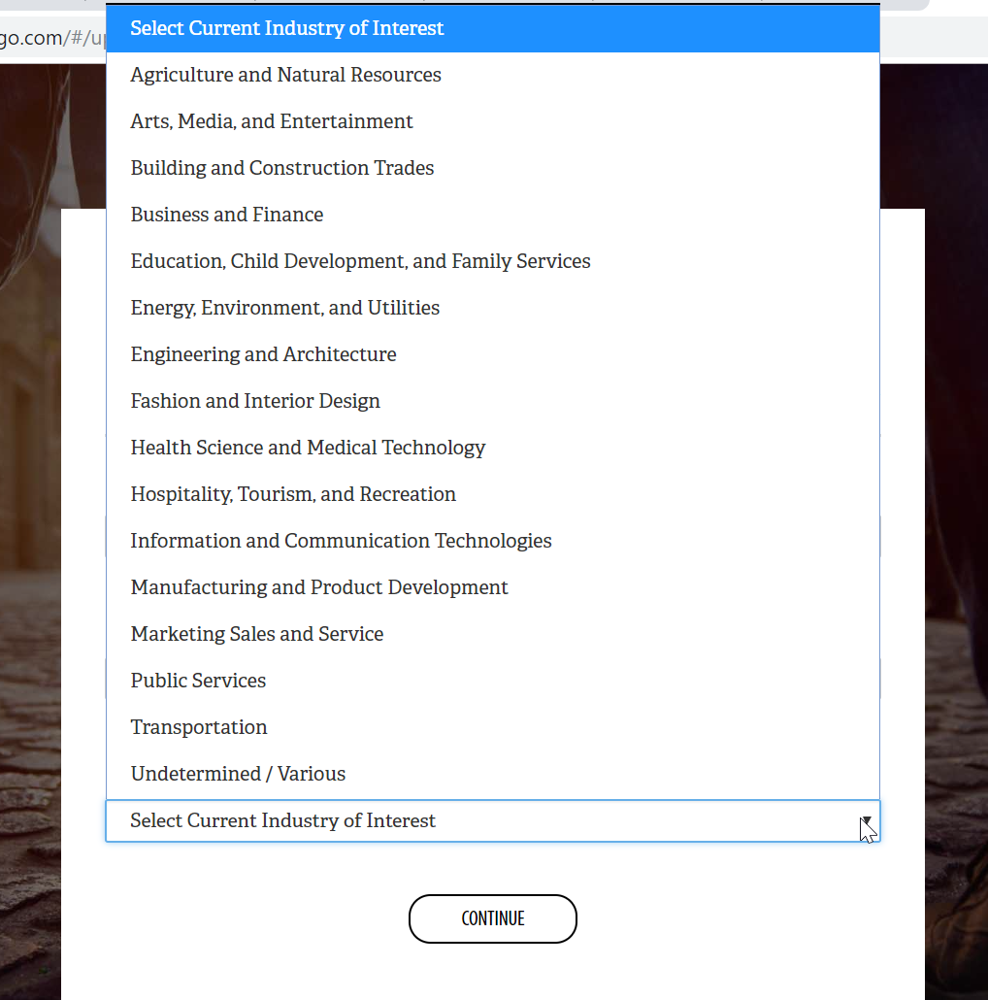 go.com/#/up
Select Current Industry of Interest
Agriculture and Natural Resources
Arts, Media, and Entertainment
Building and Construction Trades
Business and Finance
Education, Child Development, and Family Services
Energy, Environment, and Utilities
Engineering and Architecture
Fashion and Interior Design
Health Science and Medical Technology
Hospitality, Tourism, and Recreation
Information and Communication Technologies
Manufacturing and Product Development
Marketing Sales and Service
Public Services
Transportation
Undetermined / Various
Select Current Industry of Interest
CONTINUE